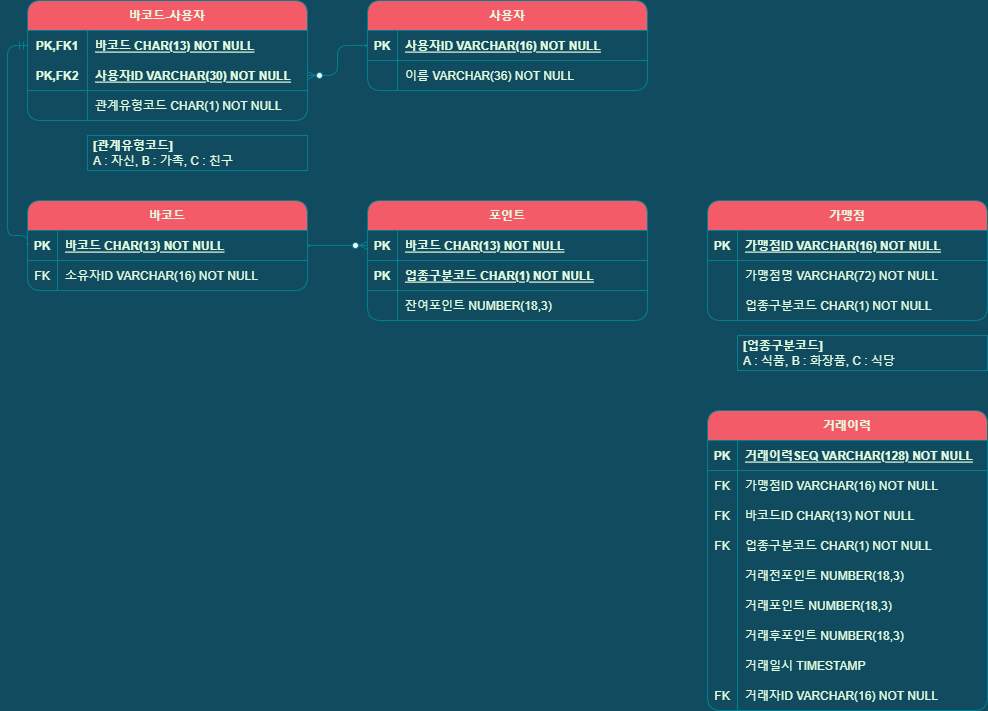 바코드-사용자
PK,FK1 바코드 CHAR(13) NOT NULL
PK,FK2 사용자ID VARCHAR(30) NOT NULL
관계유형코드 CHAR(1) NOT NULL
[관계유형코드]
A : 자신, B : 가족, C : 친구
사용자
PK 사용자ID VARCHAR(16) NOT NULL
이름 VARCHAR(36) NOT NULL
바코드
PK 바코드 CHAR(13) NOT NULL
FK 소유자ID VARCHAR(16) NOT NULL
포인트
PK 바코드 CHAR(13) NOT NULL
PK 업종구분코드 CHAR(1) NOT NULL
잔여포인트 NUMBER(18,3)
가맹점
PK 가맹점ID VARCHAR(16) NOT NULL
가맹점명 VARCHAR(72) NOT NULL
업종구분코드 CHAR(1) NOT NULL
[업종구분코드]
A : 식품, B : 화장품, C : 식당
거래이력
PK 거래이력SEQ VARCHAR(128) NOT NULL
FK 가맹점ID VARCHAR(16) NOT NULL
FK 바코드ID CHAR(13) NOT NULL
FK 업종구분코드 CHAR(1) NOT NULL
거래전포인트 NUMBER(18,3)
거래포인트 NUMBER(18,3)
거래후포인트 NUMBER(18,3)
거래일시 TIMESTAMP
FK 거래자ID VARCHAR(16) NOT NULL